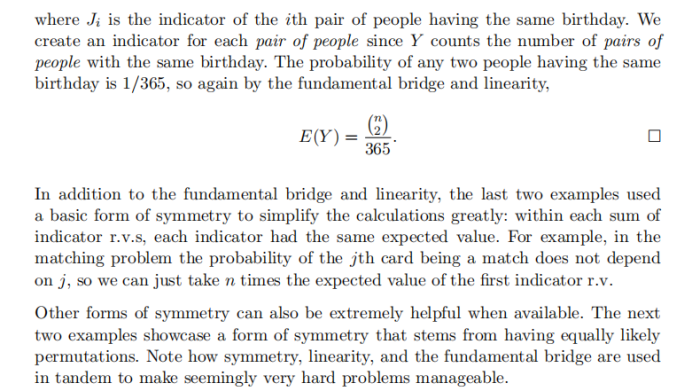 where J_i is the indicator of the ith pair of people having the same birthday. We
create an indicator for each pair of people since Y counts the number of pairs of
people with the same birthday. The probability of any two people having the same
birthday is 1/365, so again by the fundamental bridge and linearity,
E(Y) = \frac{\binom{n}{2}}{365}. □
In addition to the fundamental bridge and linearity, the last two examples used
a basic form of symmetry to simplify the calculations greatly: within each sum of
indicator r.v.s, each indicator had the same expected value. For example, in the
matching problem the probability of the jth card being a match does not depend
on j, so we can just take n times the expected value of the first indicator r.v.
Other forms of symmetry can also be extremely helpful when available. The next
two examples showcase a form of symmetry that stems from having equally likely
permutations. Note how symmetry, linearity, and the fundamental bridge are used
in tandem to make seemingly very hard problems manageable.